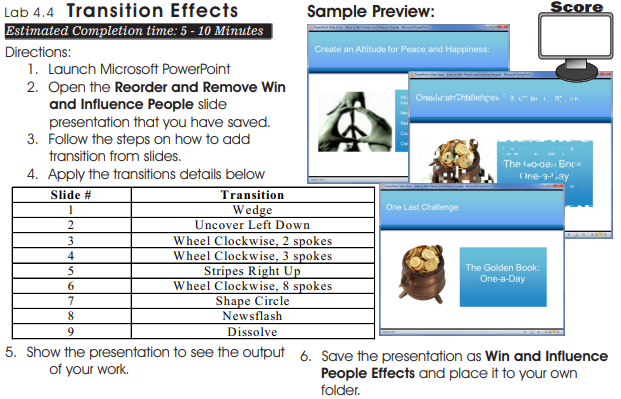 Lab 4.4 Transition Effects
Estimated Completion time: 5 - 10 Minutes
Directions:
1. Launch Microsoft PowerPoint
2. Open the Reorder and Remove Win
and Influence People slide
presentation that you have saved.
3. Follow the steps on how to add
transition from slides.
4. Apply the transitions details below
Slide # Transition
1 Wedge
2 Uncover Left Down
3 Wheel Clockwise, 2 spokes
4 Wheel Clockwise, 3 spokes
5 Stripes Right Up
6 Wheel Clockwise, 8 spokes
7 Shape Circle
8 Newsflash
9 Dissolve
5. Show the presentation to see the output
of your work.
Sample Preview:
Score
Create an Attitude for Peace and Happiness:
One Last Challenge:
The Golden Book:
One-a-Day
6. Save the presentation as Win and Influence
People Effects and place it to your own
folder.